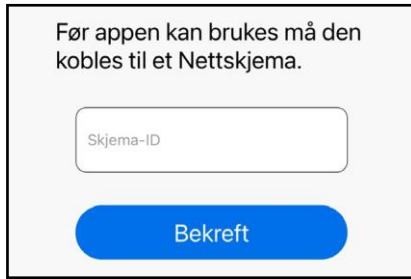 Før appen kan brukes må den
kobles til et Nettskjema.
Skjema-ID
Bekreft